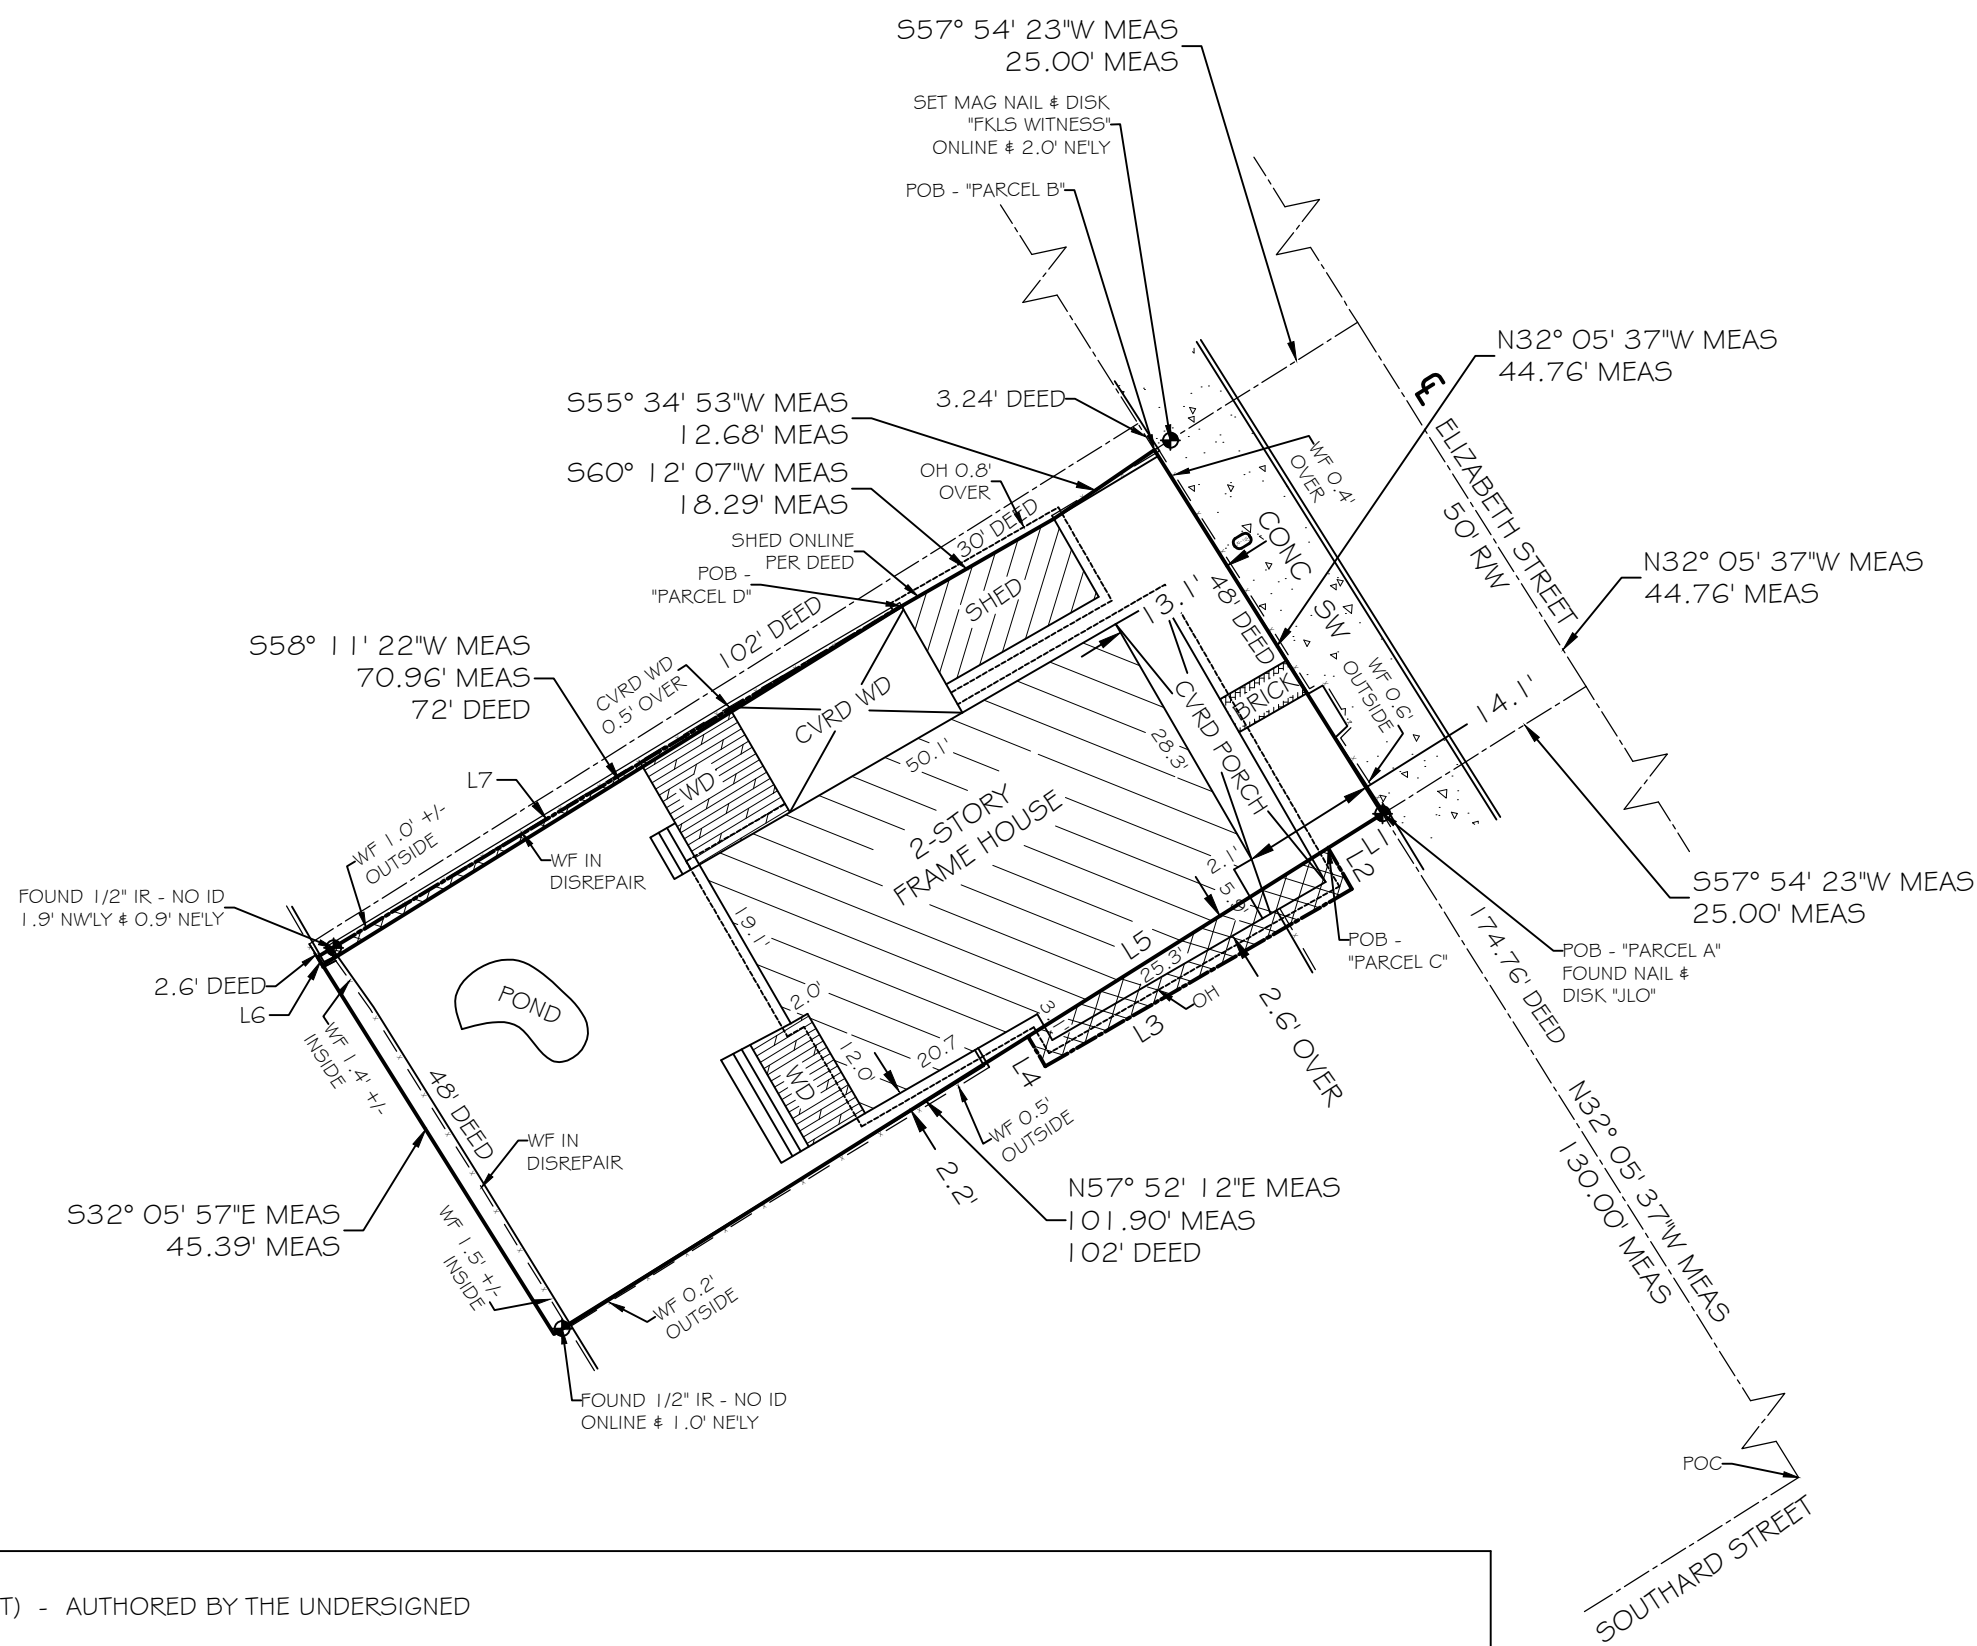 S57° 54' 23"W MEAS
25.00' MEAS
SET MAG NAIL & DISK
"FKLS WITNESS"
ONLINE & 2.0' NE'LY
POB - "PARCEL B"
N32° 05' 37"W MEAS
44.76' MEAS
S55° 34' 53"W MEAS
12.68' MEAS
3.24' DEED
℄
ELIZABETH STREET
50' R/W
S60° 12' 07"W MEAS
18.29' MEAS
OH 0.8'
OVER
WF 0.4'
OVER
30' DEED
SHED ONLINE
PER DEED
POB -
"PARCEL D"
CONC
SW
N32° 05' 37"W MEAS
44.76' MEAS
SHED
13.1'
48' DEED
102' DEED
S58° 11' 22"W MEAS
70.96' MEAS
72' DEED
CVRD WD
0.5' OVER
CVRD WD
CVRD PORCH
BRICK
WF 0.6'
OUTSIDE
14.1'
50.1'
28.3'
WD
L7
2-STORY
FRAME HOUSE
WF 1.0' +/-
OUTSIDE
WF IN
DISREPAIR
2.1'
5.9'
L1
L2
S57° 54' 23"W MEAS
25.00' MEAS
FOUND 1/2" IR - NO ID
1.9' NW'LY & 0.9' NE'LY
19.1'
L5
25.3'
POB -
"PARCEL C"
174.76' DEED
POB - "PARCEL A"
FOUND NAIL &
DISK "JLO"
2.6' DEED
L6
POND
2.0'
OH
L3
2.6' OVER
WF 1.4' +/-
INSIDE
12.0'
20.7
WD
L4
48' DEED
WF 0.5'
OUTSIDE
WF IN
DISREPAIR
2.2'
N32° 05' 37"W MEAS
130.00' MEAS
N57° 52' 12"E MEAS
101.90' MEAS
102' DEED
S32° 05' 57"E MEAS
45.39' MEAS
WF 1.5' +/-
INSIDE
WF 0.2'
OUTSIDE
FOUND 1/2" IR - NO ID
ONLINE & 1.0' NE'LY
POC
SOUTHARD STREET
T) - AUTHORED BY THE UNDERSIGNED